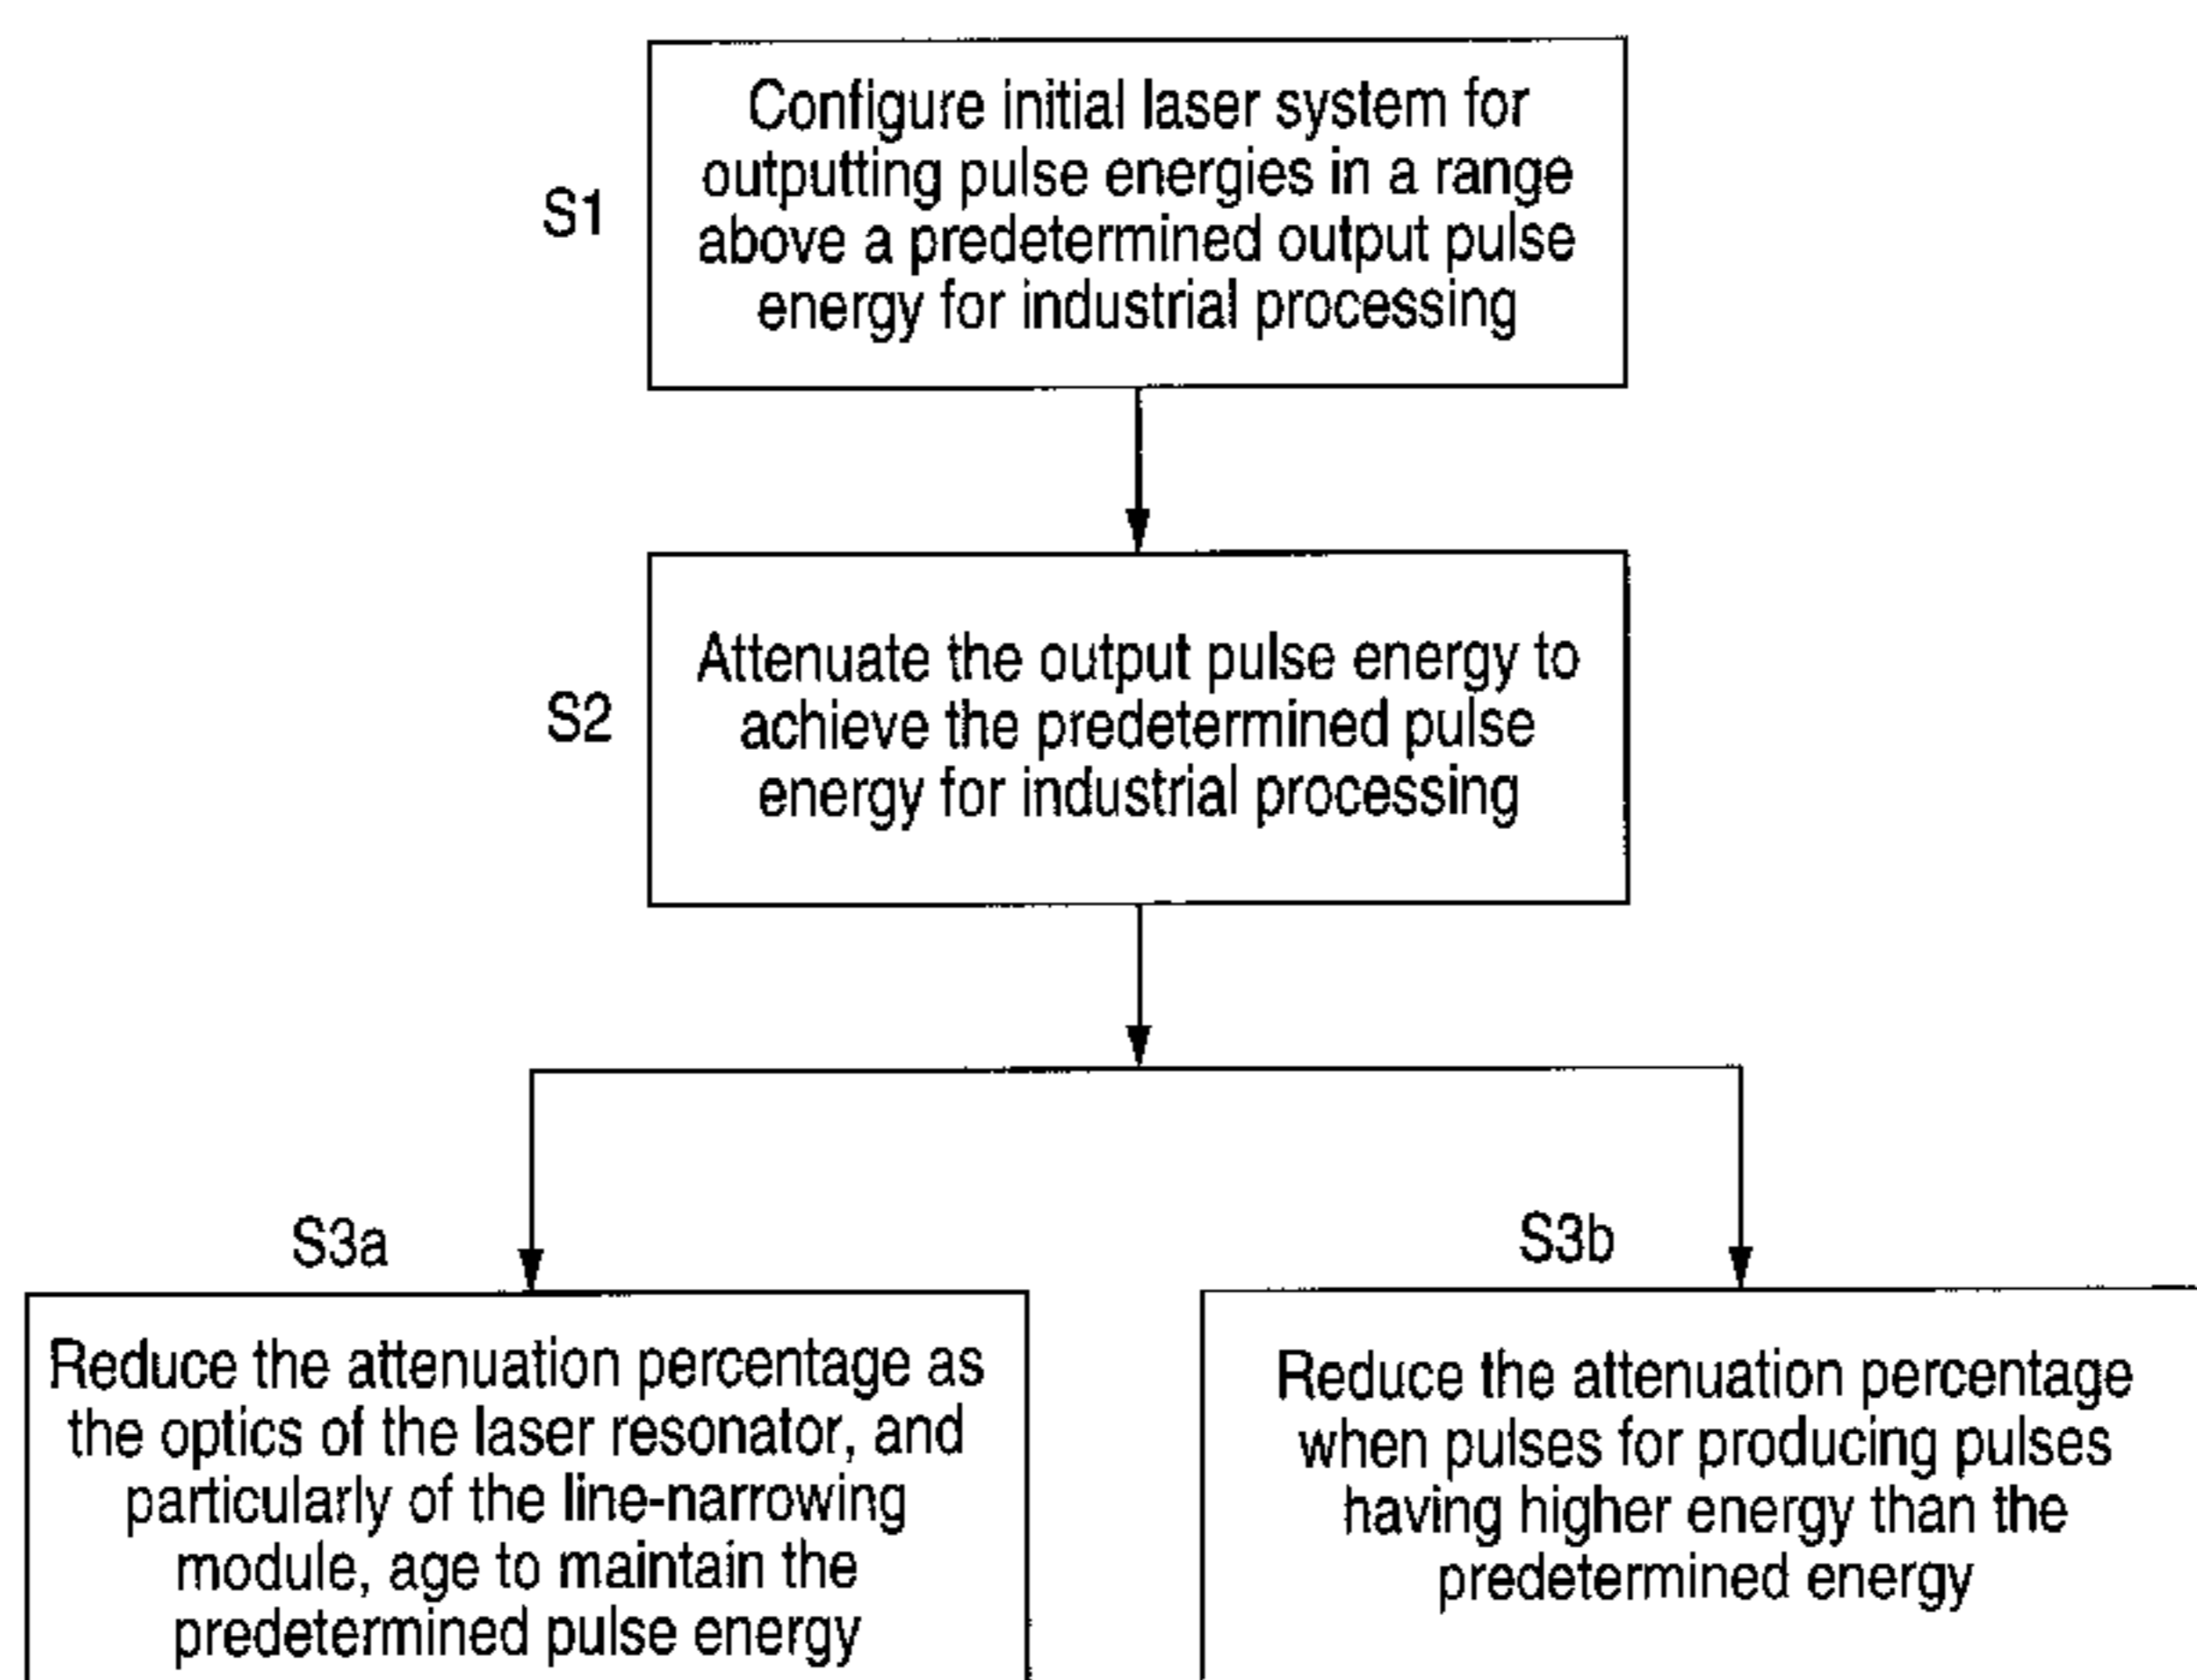 Configure initial laser system for
outputting pulse energies in a range
S1
above a predetermined output pulse
energy for industrial processing
Attenuate the output pulse energy to
S2
achieve the predetermined pulse
energy for industrial processing
S3a
S3b
Reduce the attenuation percentage as
the optics of the laser resonator, and
particularly of the line-narrowing
module, age to maintain the
predetermined pulse energy
Reduce the attenuation percentage
when pulses for producing pulses
having higher energy than the
predetermined energy